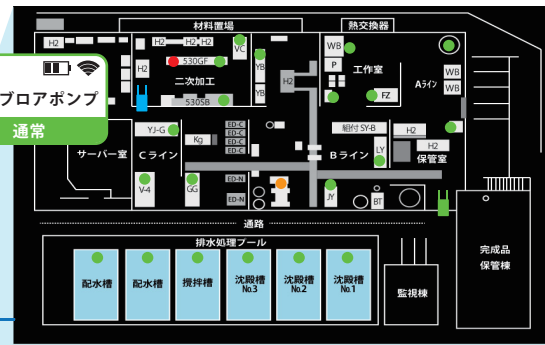 材料置場
熱交換器
H2
H2
H2
H2
VC
WB
530GF
YB
P
工作室
WB
H2
二次加工
H2
Aライン
WB
ブロアポンプ
530SB
YB
FZ
通常
YJ-G
ED-C
ED-C
ED-C
ED-C
組付 SY-B
H2
Kg
H2
サーバー室
Cライン
Bライン
LY
保管室
ED-N
V-4
GG
ED-N
JY
BT
通路
排水処理プール
配水槽
配水槽
撹拌槽
沈殿槽
No.3
沈殿槽
No.2
沈殿槽
No.1
監視棟
完成品
保管棟